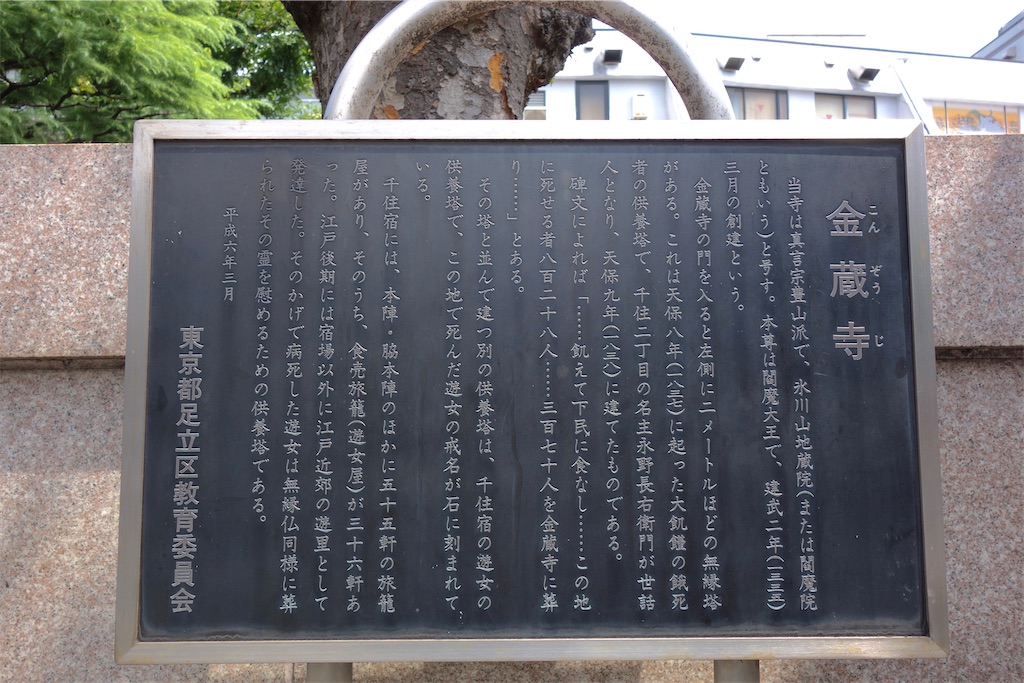 金蔵寺
こんぞうじ
当寺は真言宗豊山派で、氷川山地蔵院(または閻魔院
ともいう)と号す。本尊は閻魔大王で、建武二年(一三三五)
三月の創建という。
金蔵寺の門を入ると左側に二メートルほどの無縁塔
がある。これは天保八年(一八三七)に起った大飢饉の餓死
者の供養塔で、千住二丁目の名主永野長右衛門が世話
人となり、天保九年(一八三八)に建てたものである。
碑文によれば「……飢えて下民に食なし……この地
に死せる者八百二十八人……三百七十人を金蔵寺に葬
り……」とある。
その塔と並んで建つ別の供養塔は、千住宿の遊女の
供養塔で、この地で死んだ遊女の戒名が石に刻まれて
いる。
千住宿には、本陣・脇本陣のほかに五十五軒の旅籠
屋があり、そのうち、食売旅籠(遊女屋)が三十六軒あ
った。江戸後期には宿場以外に江戸近郊の遊里として
発達した。そのかげで病死した遊女は無縁仏同様に葬
られたその霊を慰めるための供養塔である。
平成六年三月
東京都足立区教育委員会